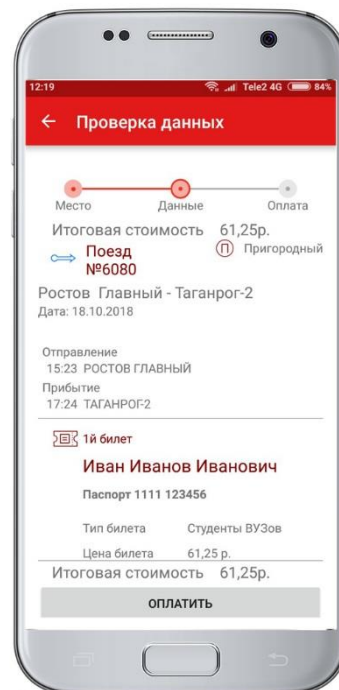 12:19 Tele2 4G 84%
Проверка данных
Место Данные Оплата
Итоговая стоимость 61,25р.
Поезд П Пригородный
№6080
Ростов Главный - Таганрог-2
Дата: 18.10.2018
Отправление
15:23 РОСТОВ ГЛАВНЫЙ
Прибытие
17:24 ТАГАНРОГ-2
1й билет
Иван Иванов Иванович
Паспорт 1111 123456
Тип билета Студенты ВУЗов
Цена билета 61,25 р.
Итоговая стоимость 61,25р.
ОПЛАТИТЬ